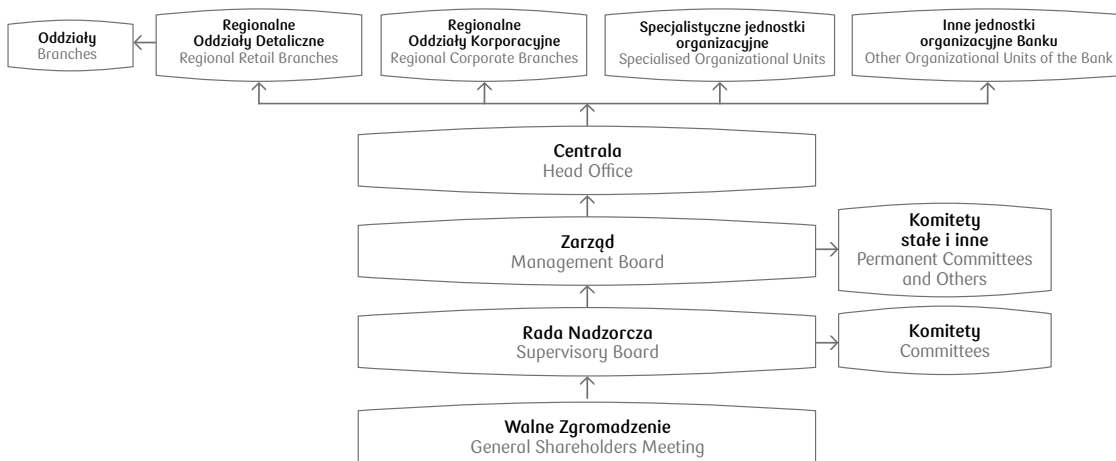 Oddziały
Branches
Regionalne
Oddziały Detaliczne
Regional Retail Branches
Regionalne
Oddziały Korporacyjne
Regional Corporate Branches
Specjalistyczne jednostki
organizacyjne
Specialised Organizational Units
Inne jednostki
organizacyjne Banku
Other Organizational Units of the Bank
Centrala
Head Office
Zarząd
Management Board
Komitety
stałe i inne
Permanent Committees
and Others
Rada Nadzorcza
Supervisory Board
Komitety
Committees
Walne Zgromadzenie
General Shareholders Meeting